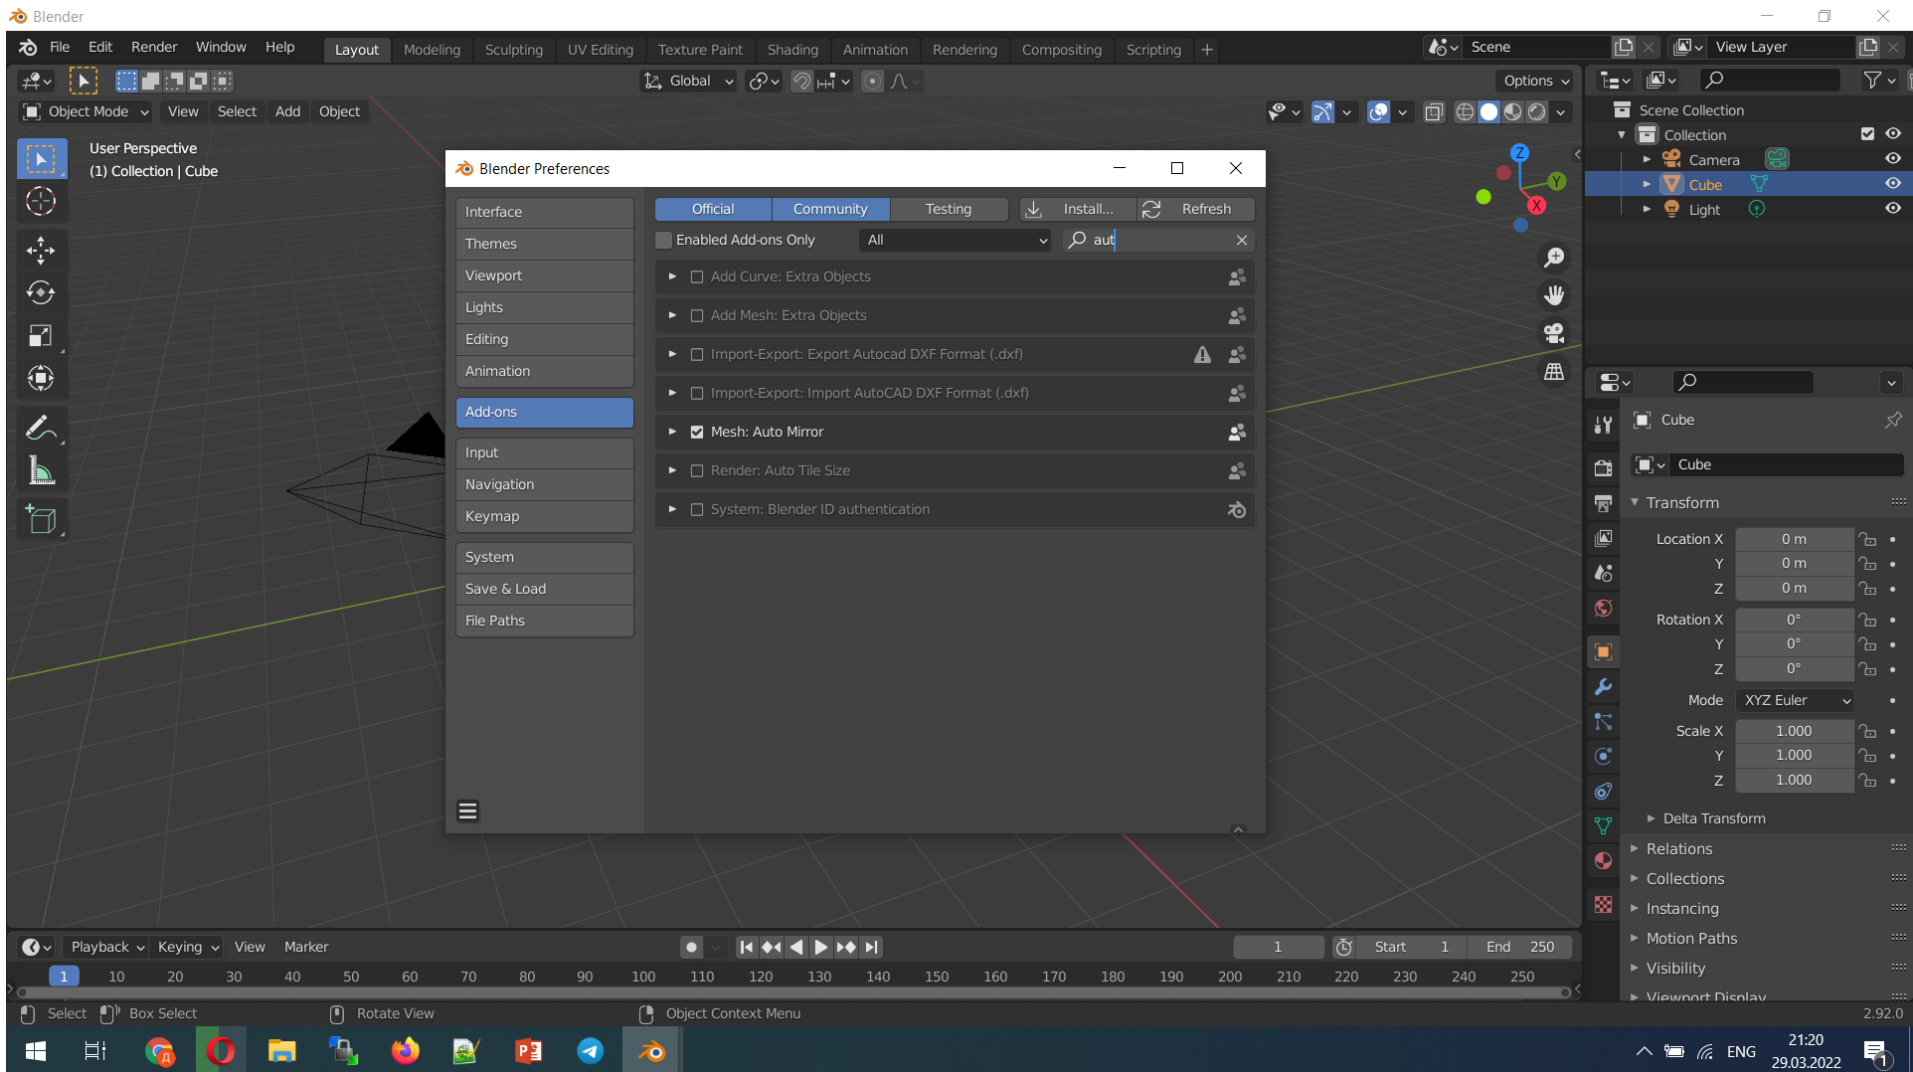 Blender
File Edit Render Window Help Layout Modeling Sculpting UV Editing Texture Paint Shading Animation Rendering Compositing Scripting + Scene View Layer
Global Options
Object Mode View Select Add Object
User Perspective
(1) Collection | Cube
Z
Y
X
Scene Collection
Collection
Camera
Cube
Light
Blender Preferences
Interface
Themes
Viewport
Lights
Editing
Animation
Add-ons
Input
Navigation
Keymap
System
Save & Load
File Paths
Official Community Testing Install... Refresh
Enabled Add-ons Only All aut
Add Curve: Extra Objects
Add Mesh: Extra Objects
Import-Export: Export Autocad DXF Format (.dxf)
Import-Export: Import AutoCAD DXF Format (.dxf)
Mesh: Auto Mirror
Render: Auto Tile Size
System: Blender ID authentication
Cube
Cube
Transform
Location X 0 m
Y 0 m
Z 0 m
Rotation X 0°
Y 0°
Z 0°
Mode XYZ Euler
Scale X 1.000
Y 1.000
Z 1.000
Delta Transform
Relations
Collections
Instancing
Motion Paths
Visibility
Viewport Display
Playback Keying View Marker 1 Start 1 End 250
1 10 20 30 40 50 60 70 80 90 100 110 120 130 140 150 160 170 180 190 200 210 220 230 240 250
Select Box Select Rotate View Object Context Menu 2.92.0
ENG 21:20
29.03.2022 1